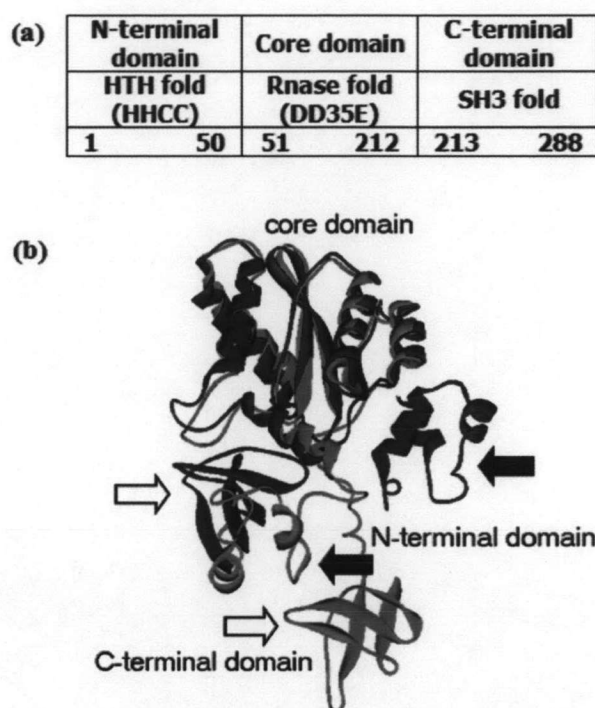 (a)
N-terminal domain | Core domain | C-terminal domain
HTH fold (HHCC) | Rnase fold (DD35E) | SH3 fold
1 50 | 51 212 | 213 288
(b)
core domain
N-terminal domain
C-terminal domain